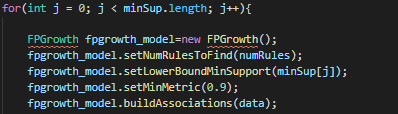 for(int j = 0; j < minSup.length; j++){
FPGrowth fpgrowth_model=new FPGrowth();
fpgrowth_model.setNumRulesToFind(numRules);
fpgrowth_model.setLowerBoundMinSupport(minSup[j]);
fpgrowth_model.setMinMetric(0.9);
fpgrowth_model.buildAssociations(data);